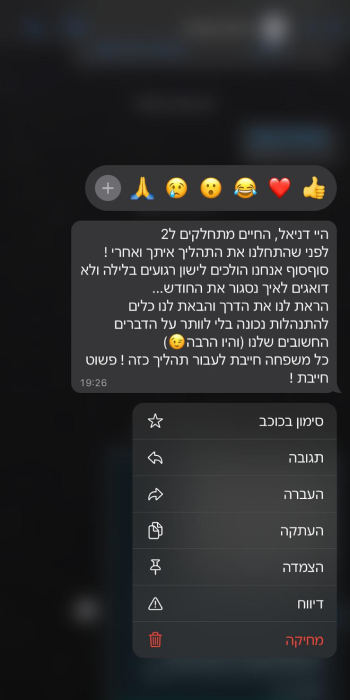 היי דניאל, החיים מתחלקים ל2
לפני שהתחלנו את התהליך איתך ואחרי !
סוףסוף אנחנו הולכים לישון רגועים בלילה ולא
דואגים לאיך נסגור את החודש...
הראת לנו את הדרך והבאת לנו כלים
להתנהלות נכונה בלי לוותר על הדברים
החשובים שלנו (והיו הרבה😉)
כל משפחה חייבת לעבור תהליך כזה ! פשוט
חייבת !
19:26
סימון בכוכב
תגובה
העברה
העתקה
הצמדה
דיווח
מחיקה